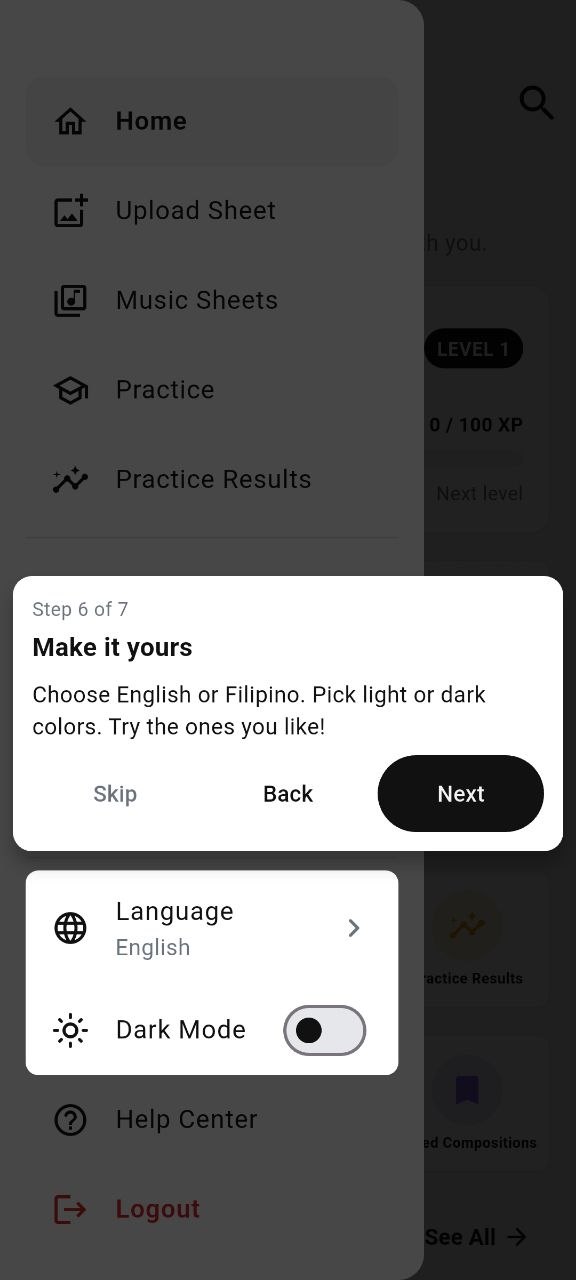 Home
Upload Sheet
h you.
Music Sheets
LEVEL 1
Practice
0 / 100 XP
Practice Results
Next level
Step 6 of 7
Make it yours
Choose English or Filipino. Pick light or dark
colors. Try the ones you like!
Skip
Back
Next
Language
English
ractice Results
Dark Mode
Help Center
ed Compositions
Logout
See All